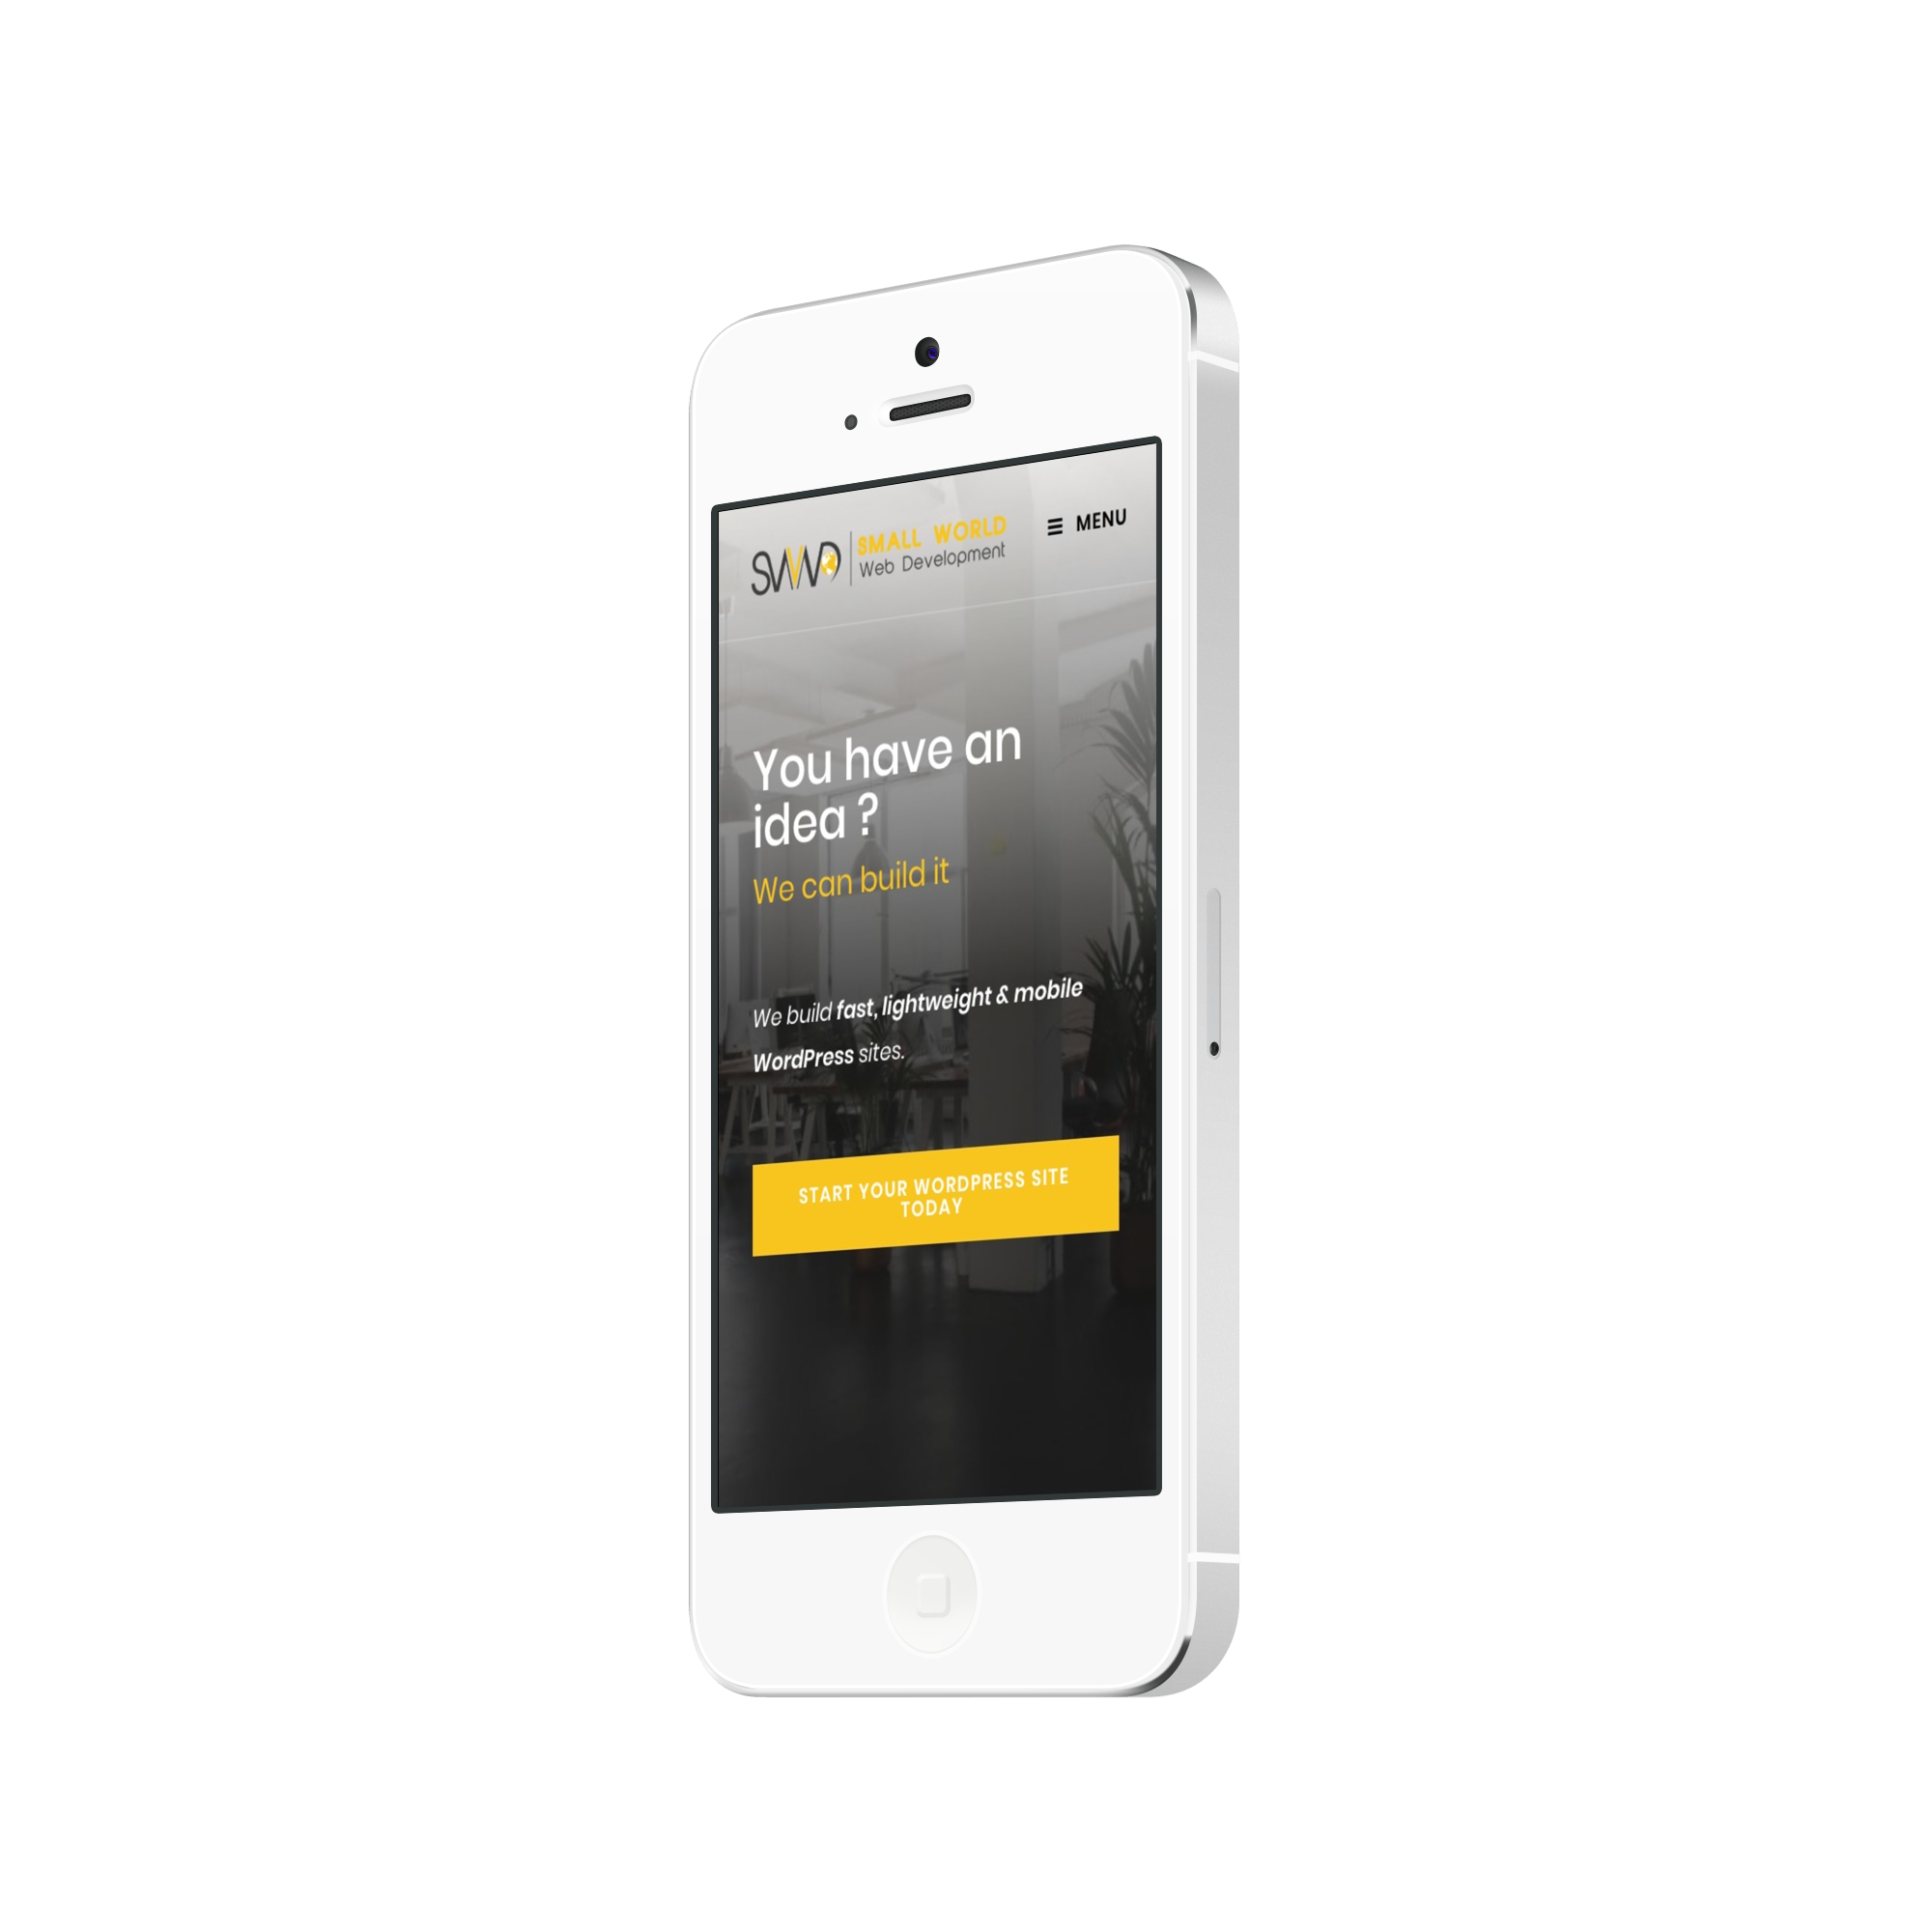 SWWD
SMALL WORLD
Web Development
MENU
You have an
idea ?
We can build it
We build fast, lightweight & mobile
WordPress sites.
START YOUR WORDPRESS SITE
TODAY